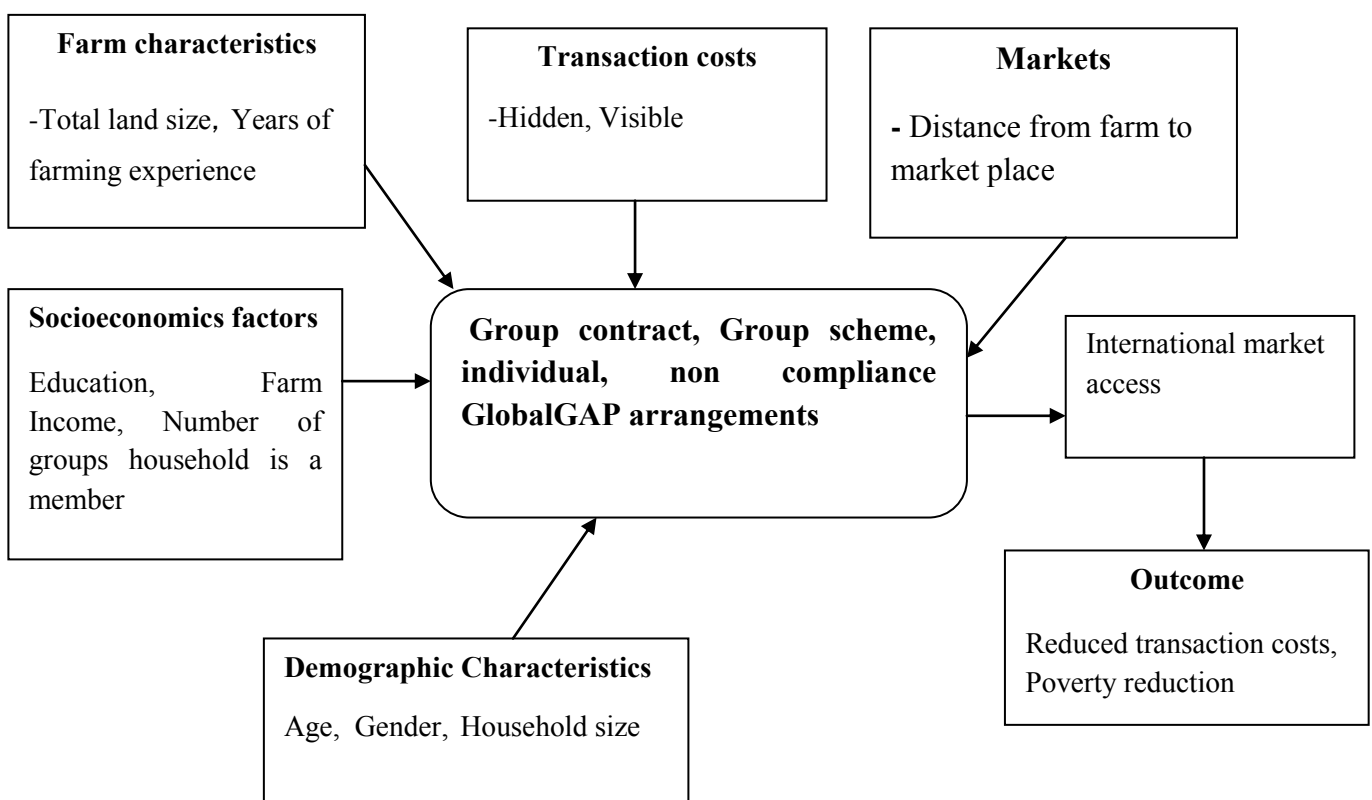 Farm characteristics
-Total land size, Years of
farming experience
Transaction costs
-Hidden, Visible
Markets
- Distance from farm to
market place
Socioeconomics factors
Education, Farm
Income, Number of
groups household is a
member
Group contract, Group scheme,
individual, non compliance
GlobalGAP arrangements
International market
access
Outcome
Reduced transaction costs,
Poverty reduction
Demographic Characteristics
Age, Gender, Household size